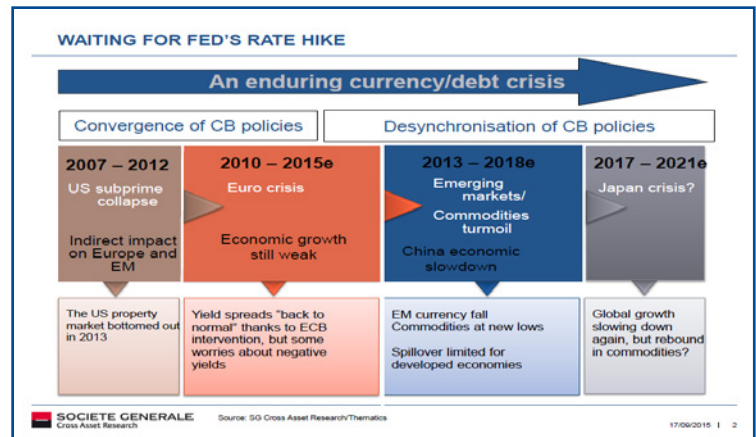 WAITING FOR FED'S RATE HIKE
An enduring currency/debt crisis
Convergence of CB policies
Desynchronisation of CB policies
2007 – 2012
US subprime
collapse
Indirect impact
on Europe and
EM
2010 – 2015e
Euro crisis
Economic growth
still weak
2013 – 2018e
Emerging
markets/
Commodities
turmoil
China economic
slowdown
2017 – 2021e
Japan crisis?
The US property
market bottomed out
in 2013
Yield spreads "back to
normal" thanks to ECB
intervention, but some
worries about negative
yields
EM currency fall
Commodities at new lows
Spillover limited for
developed economies
Global growth
slowing down
again, but rebound
in commodities?
SOCIETE GENERALE
Cross Asset Research
Source: SG Cross Asset Research/Thematics
17/09/2015 | 2